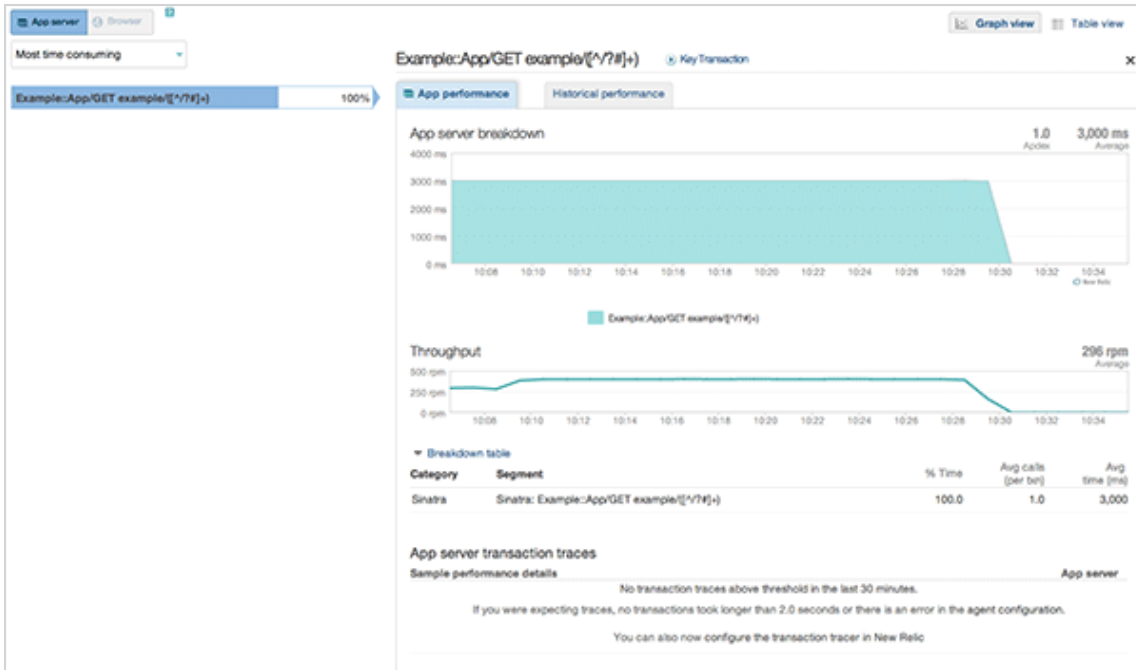 App server Browser
Graph view Table view
Most time consuming
Example::App/GET example/([^/?#]+) Key Transaction
Example::App/GET example/([^/?#]+) 100%
App performance Historical performance
App server breakdown 1.0 3,000 ms
Apdex Average
4000 ms
3000 ms
2000 ms
1000 ms
0 ms
10:08 10:10 10:12 10:14 10:16 10:18 10:20 10:22 10:24 10:26 10:28 10:30 10:32 10:34
New Relic
Example::App/GET example/([^/?#]+)
Throughput 296 rpm
Average
500 rpm
250 rpm
0 rpm
10:08 10:10 10:12 10:14 10:16 10:18 10:20 10:22 10:24 10:26 10:28 10:30 10:32 10:34
Breakdown table
Category Segment % Time Avg calls (per txn) Avg time (ms)
Sinatra Sinatra: Example::App/GET example/([^/?#]+) 100.0 1.0 3,000
App server transaction traces
Sample performance details App server
No transaction traces above threshold in the last 30 minutes.
If you were expecting traces, no transactions took longer than 2.0 seconds or there is an error in the agent configuration.
You can also now configure the transaction tracer in New Relic